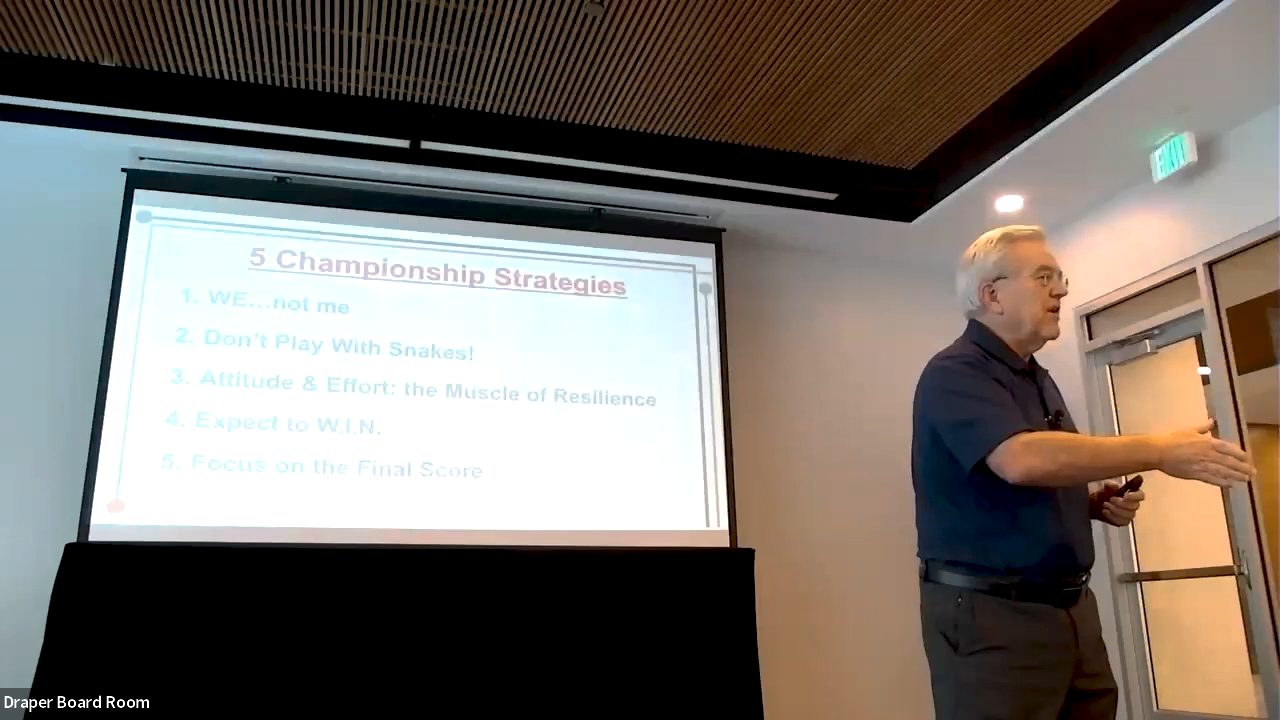 EXIT
5 Championship Strategies
1. WE...not me
2. Don't Play With Snakes!
3. Attitude & Effort: the Muscle of Resilience
4. Expect to W.I.N.
5. Focus on the Final Score
Draper Board Room